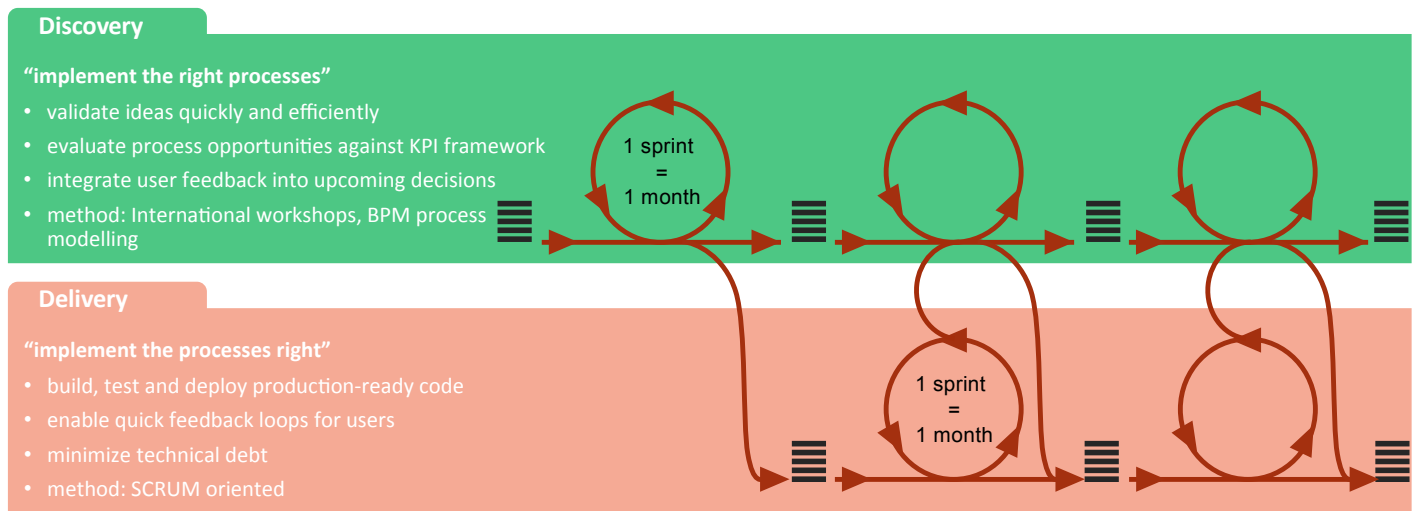 Discovery
“implement the right processes”
• validate ideas quickly and efficiently
• evaluate process opportunities against KPI framework
• integrate user feedback into upcoming decisions
• method: International workshops, BPM process
modelling
1 sprint
=
1 month
Delivery
“implement the processes right”
• build, test and deploy production-ready code
• enable quick feedback loops for users
• minimize technical debt
• method: SCRUM oriented
1 sprint
=
1 month